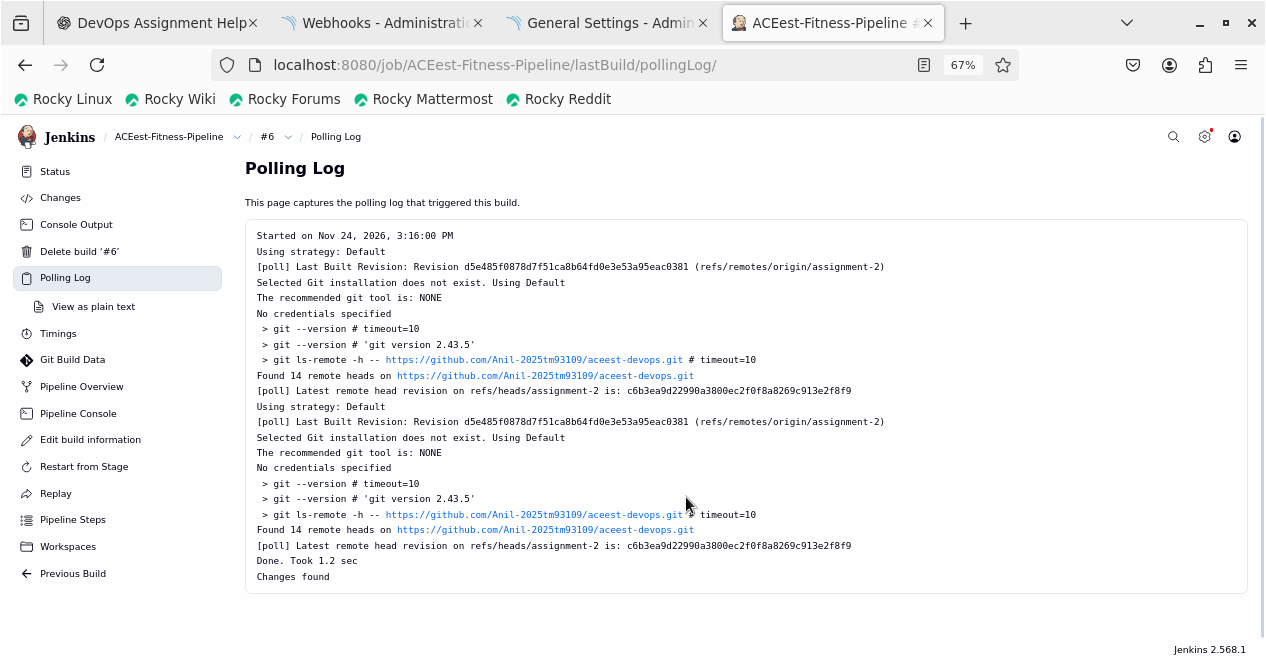 DevOps Assignment Help
Webhooks - Administrati
General Settings - Admin
ACEest-Fitness-Pipeline #
localhost:8080/job/ACEest-Fitness-Pipeline/lastBuild/pollingLog/
67%
Rocky Linux
Rocky Wiki
Rocky Forums
Rocky Mattermost
Rocky Reddit
Jenkins / ACEest-Fitness-Pipeline / #6 / Polling Log
Status
Changes
Console Output
Delete build ‘#6’
Polling Log
View as plain text
Timings
Git Build Data
Pipeline Overview
Pipeline Console
Edit build information
Restart from Stage
Replay
Pipeline Steps
Workspaces
Previous Build
Polling Log
This page captures the polling log that triggered this build.
Started on Nov 24, 2026, 3:16:00 PM
Using strategy: Default
[poll] Last Built Revision: Revision d5e485f0878d7f51ca8b64fd0e3e53a95eac0381 (refs/remotes/origin/assignment-2)
Selected Git installation does not exist. Using Default
The recommended git tool is: NONE
No credentials specified
> git --version # timeout=10
> git --version # 'git version 2.43.5'
> git ls-remote -h -- https://github.com/Anil-2025tm93109/aceest-devops.git # timeout=10
Found 14 remote heads on https://github.com/Anil-2025tm93109/aceest-devops.git
[poll] Latest remote head revision on refs/heads/assignment-2 is: c6b3ea9d22990a3800ec2f0f8a8269c913e2f8f9
Using strategy: Default
[poll] Last Built Revision: Revision d5e485f0878d7f51ca8b64fd0e3e53a95eac0381 (refs/remotes/origin/assignment-2)
Selected Git installation does not exist. Using Default
The recommended git tool is: NONE
No credentials specified
> git --version # timeout=10
> git --version # 'git version 2.43.5'
> git ls-remote -h -- https://github.com/Anil-2025tm93109/aceest-devops.git # timeout=10
Found 14 remote heads on https://github.com/Anil-2025tm93109/aceest-devops.git
[poll] Latest remote head revision on refs/heads/assignment-2 is: c6b3ea9d22990a3800ec2f0f8a8269c913e2f8f9
Done. Took 1.2 sec
Changes found
Jenkins 2.568.1